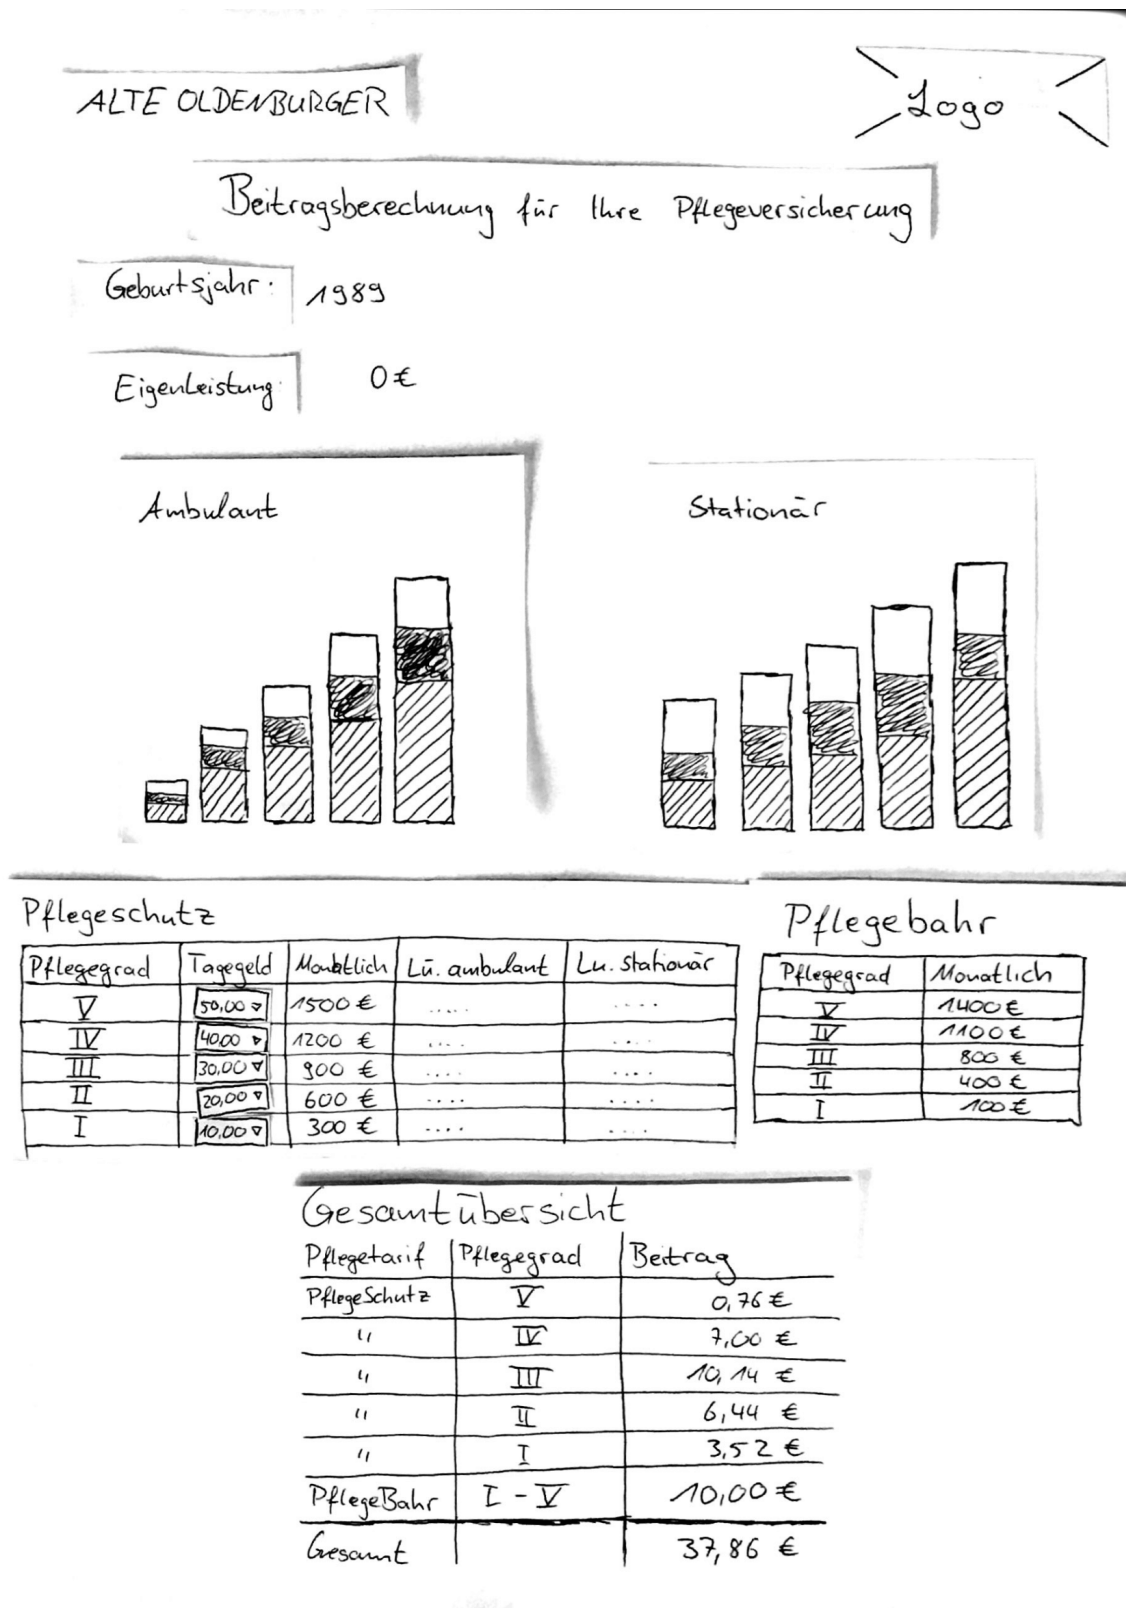 ALTE OLDENBURGER
Logo
Beitragsberechnung für Ihre Pflegeversicherung
Geburtsjahr: 1989
Eigenleistung: 0€
Ambulant
Stationär
Pflegeschutz
Pflegegrad Tagegeld Monatlich Lü. ambulant Lu. stationär
V 50,00 1500 € ..... ....
IV 40,00 1200 € .... ....
III 30,00 900 € .... ....
II 20,00 600 € .... ....
I 10,00 300 € .... ....
Pflegebahr
Pflegegrad Monatlich
V 1400 €
IV 1100 €
III 800 €
II 400 €
I 100 €
Gesamtübersicht
Pflegetarif Pflegegrad Beitrag
PflegeSchutz V 0,76 €
" IV 7,00 €
" III 10,14 €
" II 6,44 €
" I 3,52 €
PflegeBahr I - V 10,00 €
Gesamt 37,86 €